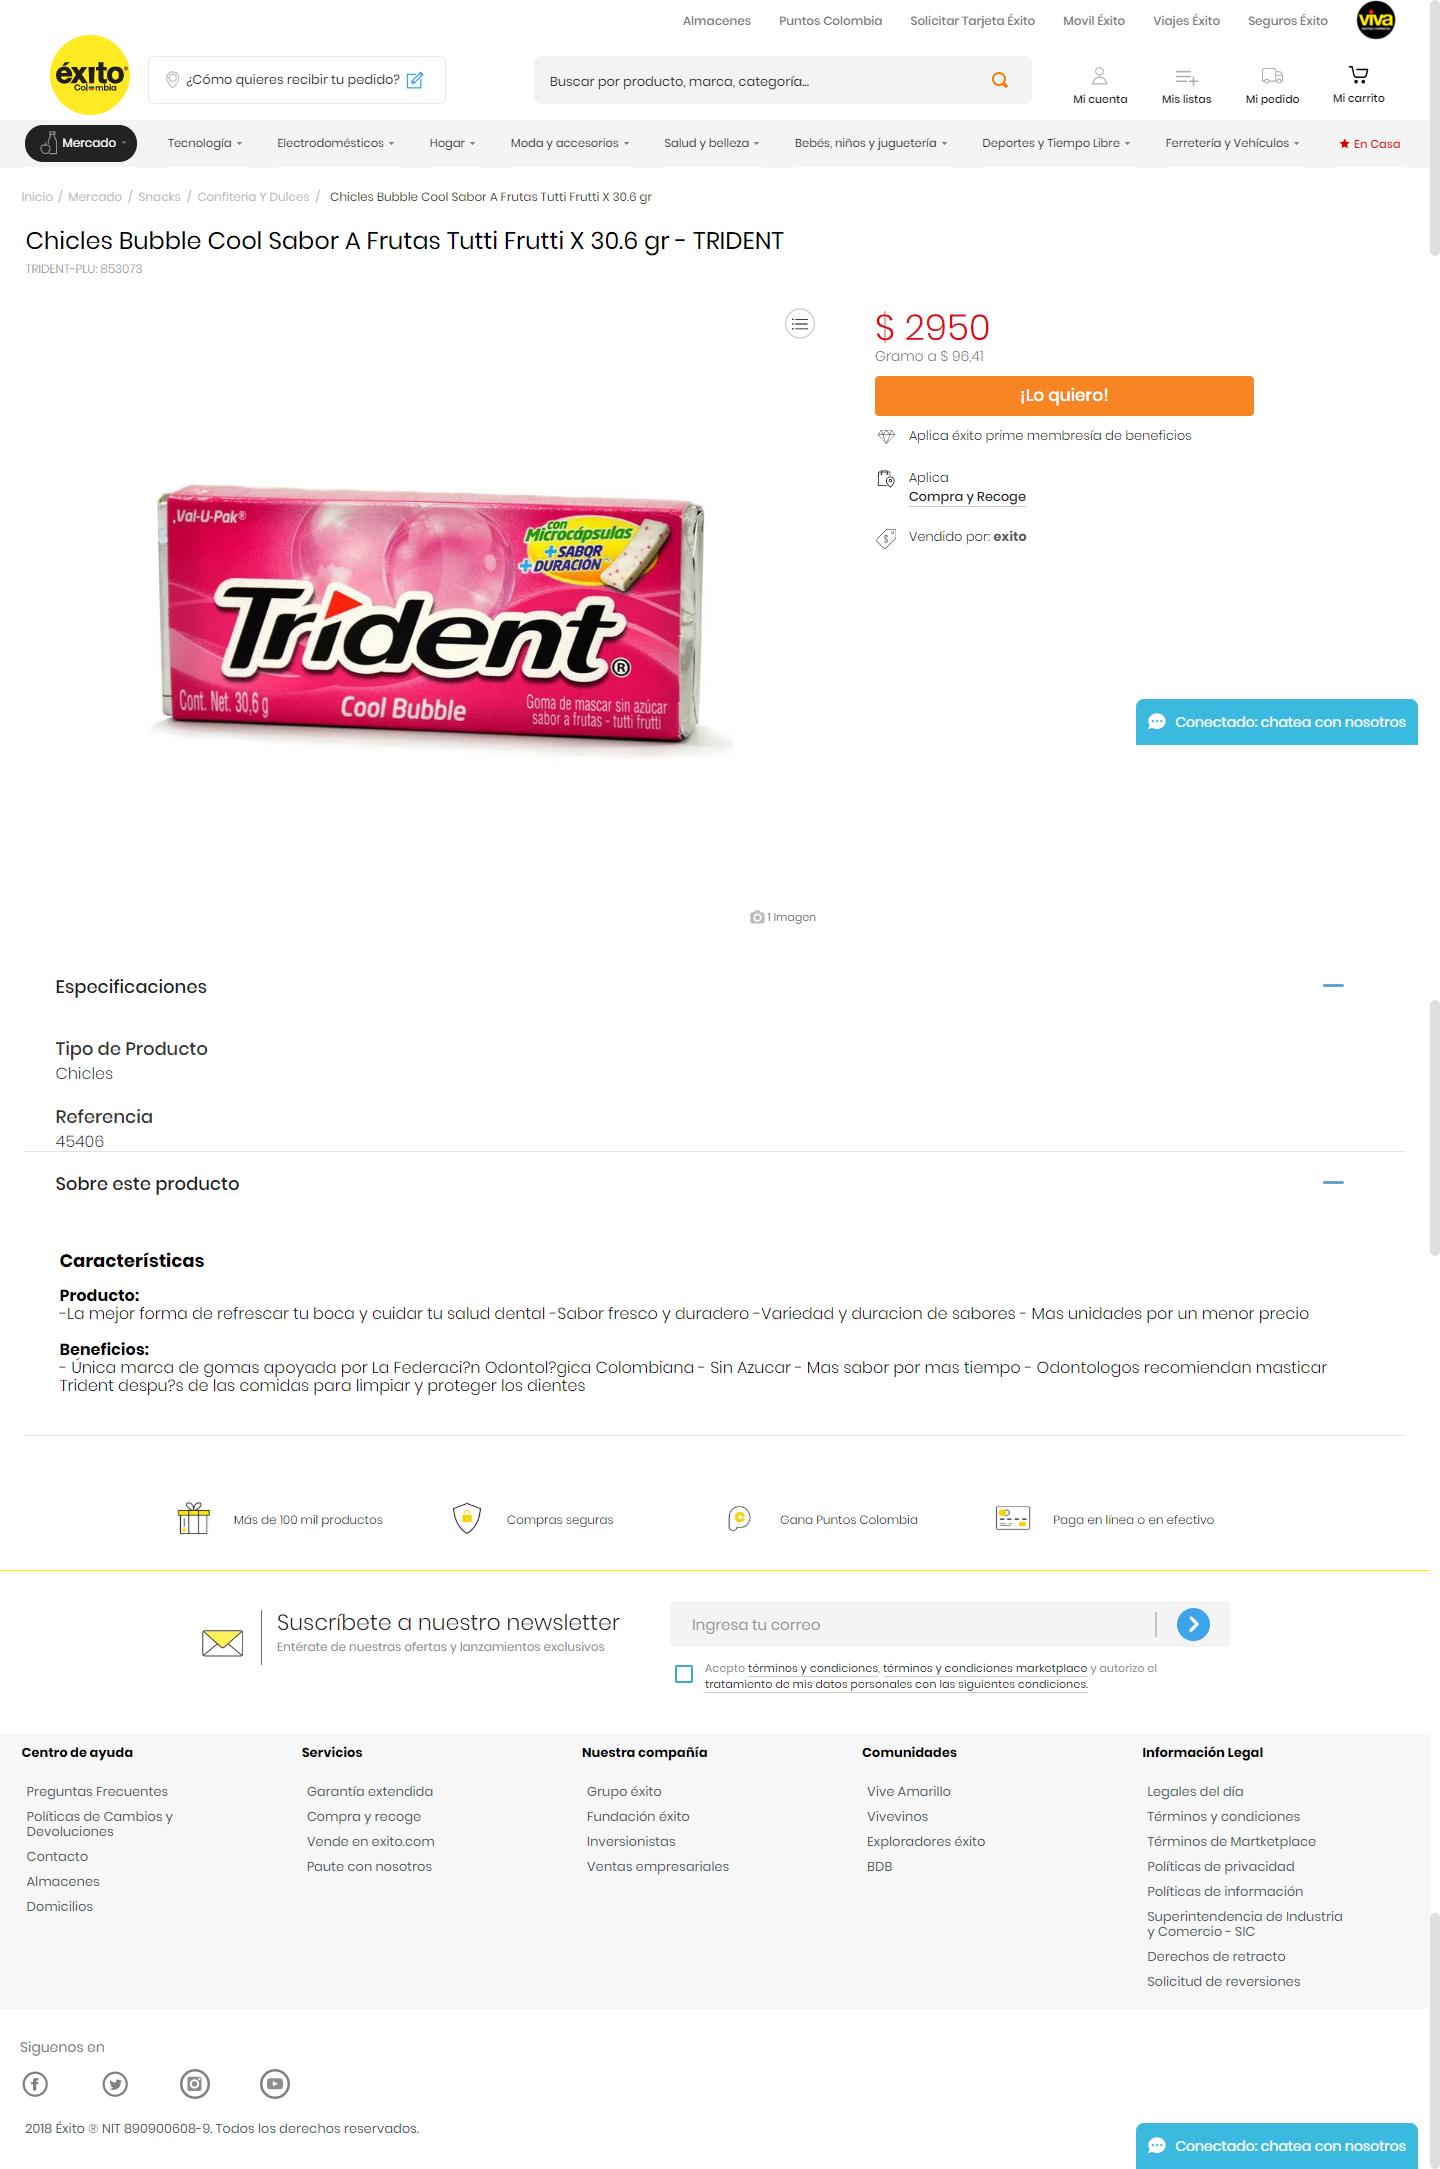 Almacenes Puntos Colombia Solicitar Tarjeta Éxito Movil Éxito Viajes Éxito Seguros Éxito viva
éxito
Colombia
¿Cómo quieres recibir tu pedido?
Buscar por producto, marca, categoría...
Mi cuenta Mis listas Mi pedido Mi carrito
Mercado Tecnología Electrodomésticos Hogar Moda y accesorios Salud y belleza Bebés, niños y juguetería Deportes y Tiempo Libre Ferretería y Vehículos En Casa
Inicio / Mercado / Snacks / Confiteria Y Dulces / Chicles Bubble Cool Sabor A Frutas Tutti Frutti X 30.6 gr
Chicles Bubble Cool Sabor A Frutas Tutti Frutti X 30.6 gr - TRIDENT
TRIDENT-PLU: 853073
$ 2950
Gramo a $ 96,41
¡Lo quiero!
Aplica éxito prime membresía de beneficios
Aplica
Compra y Recoge
Vendido por: exito
Val-U-Pak®
con
Microcápsulas
+SABOR
+DURACIÓN
Trident®
Cont. Net. 30,6 g
Cool Bubble
Goma de mascar sin azúcar
sabor a frutas - tutti frutti
Conectado: chatea con nosotros
1 Imagen
Especificaciones
Tipo de Producto
Chicles
Referencia
45406
Sobre este producto
Características
Producto:
-La mejor forma de refrescar tu boca y cuidar tu salud dental -Sabor fresco y duradero -Variedad y duracion de sabores - Mas unidades por un menor precio
Beneficios:
- Única marca de gomas apoyada por La Federaci?n Odontol?gica Colombiana - Sin Azucar - Mas sabor por mas tiempo - Odontologos recomiendan masticar
Trident despu?s de las comidas para limpiar y proteger los dientes
Más de 100 mil productos Compras seguras Gana Puntos Colombia Paga en línea o en efectivo
Suscríbete a nuestro newsletter
Entérate de nuestras ofertas y lanzamientos exclusivos
Ingresa tu correo
Acepto términos y condiciones, términos y condiciones marketplace y autorizo el
tratamiento de mis datos personales con las siguientes condiciones.
Centro de ayuda
Preguntas Frecuentes
Políticas de Cambios y
Devoluciones
Contacto
Almacenes
Domicilios
Servicios
Garantía extendida
Compra y recoge
Vende en exito.com
Paute con nosotros
Nuestra compañía
Grupo éxito
Fundación éxito
Inversionistas
Ventas empresariales
Comunidades
Vive Amarillo
Vivevinos
Exploradores éxito
BDB
Información Legal
Legales del día
Términos y condiciones
Términos de Martketplace
Políticas de privacidad
Políticas de información
Superintendencia de Industria
y Comercio - SIC
Derechos de retracto
Solicitud de reversiones
Siguenos en
2018 Éxito ® NIT 890900608-9. Todos los derechos reservados.
Conectado: chatea con nosotros